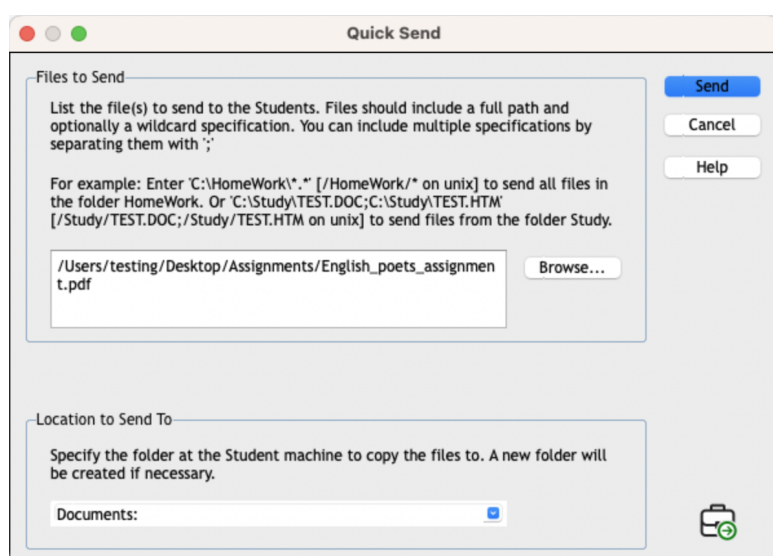 Quick Send
Files to Send
List the file(s) to send to the Students. Files should include a full path and
optionally a wildcard specification. You can include multiple specifications by
separating them with ';'
For example: Enter 'C:\HomeWork\*.*' [/HomeWork/* on unix] to send all files in
the folder HomeWork. Or 'C:\Study\TEST.DOC;C:\Study\TEST.HTM'
[/Study/TEST.DOC;/Study/TEST.HTM on unix] to send files from the folder Study.
/Users/testing/Desktop/Assignments/English_poets_assignmen
t.pdf
Browse...
Send
Cancel
Help
Location to Send To
Specify the folder at the Student machine to copy the files to. A new folder will
be created if necessary.
Documents: